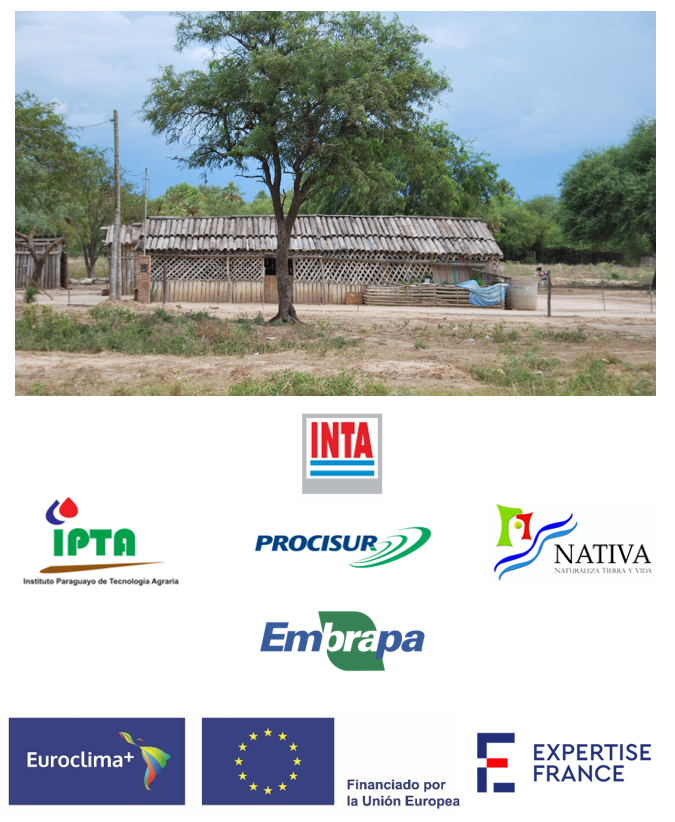 INTA
IPTA
Instituto Paraguayo de Tecnología Agraria
PROCISUR
NATIVA
NATURALEZA TIERRA Y VIDA
Embrapa
Euroclima+
Financiado por
la Unión Europea
EXPERTISE
FRANCE